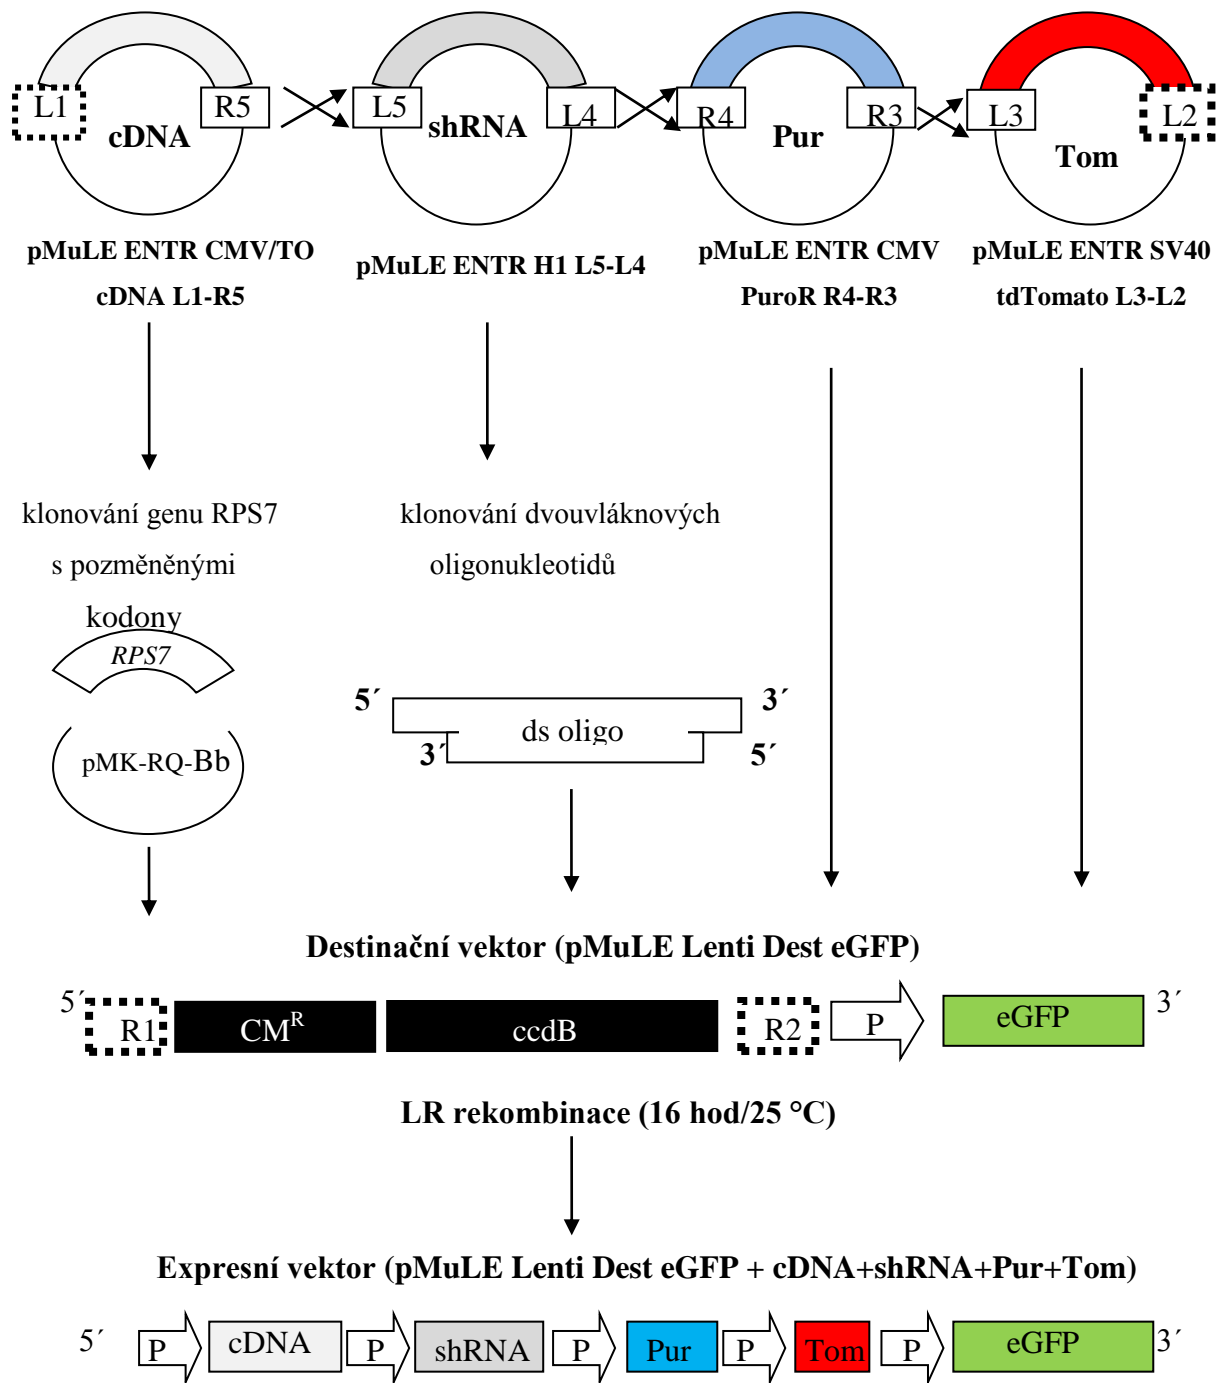 L1 R5 L5 L4 R4 R3 L3 L2
cDNA shRNA Pur Tom
pMuLE ENTR CMV/TO
cDNA L1-R5
pMuLE ENTR H1 L5-L4
pMuLE ENTR CMV
PuroR R4-R3
pMuLE ENTR SV40
tdTomato L3-L2
klonování genu RPS7
s pozměněnými
kodony
klonování dvouvláknových
oligonukleotidů
RPS7
pMK-RQ-Bb
5´ 3´
ds oligo
3´ 5´
Destinační vektor (pMuLE Lenti Dest eGFP)
5´ R1 CMᴿ ccdB R2 P eGFP 3´
LR rekombinace (16 hod/25 °C)
Expresní vektor (pMuLE Lenti Dest eGFP + cDNA+shRNA+Pur+Tom)
5´ P cDNA P shRNA P Pur P Tom P eGFP 3´